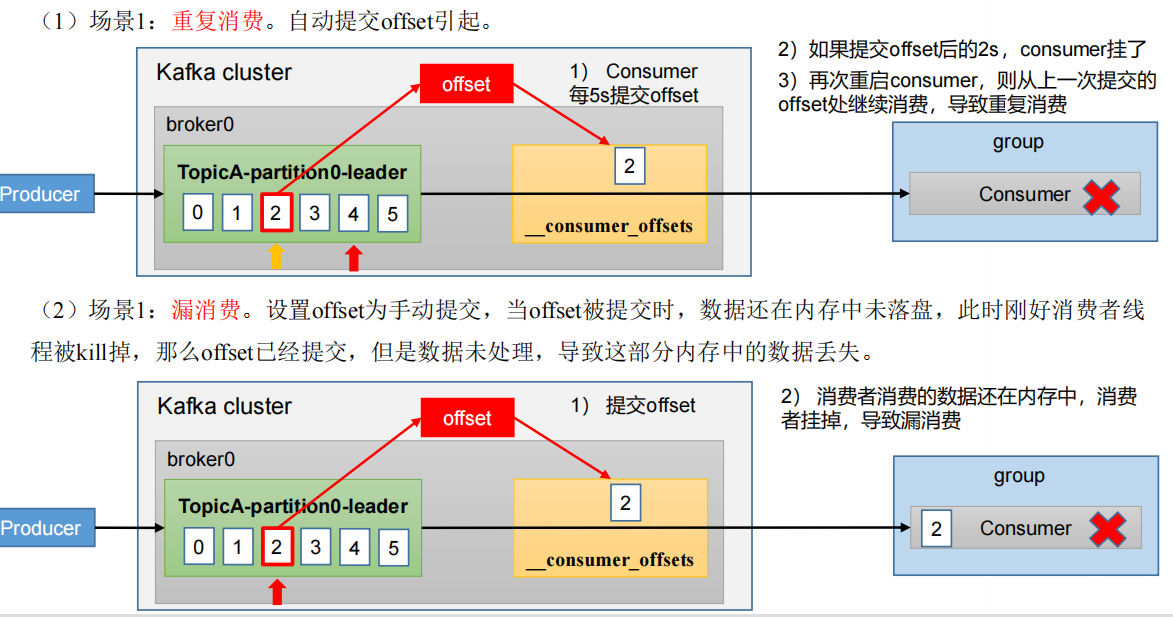 （1）场景1：重复消费。自动提交offset引起。
Kafka cluster
offset
1） Consumer
每5s提交offset
2）如果提交offset后的2s，consumer挂了
3）再次重启consumer，则从上一次提交的
offset处继续消费，导致重复消费
broker0
group
TopicA-partition0-leader
2
Producer
0 1 2 3 4 5
Consumer
__consumer_offsets
（2）场景1：漏消费。设置offset为手动提交，当offset被提交时，数据还在内存中未落盘，此时刚好消费者线
程被kill掉，那么offset已经提交，但是数据未处理，导致这部分内存中的数据丢失。
Kafka cluster
offset
1） 提交offset
2） 消费者消费的数据还在内存中，消费
者挂掉，导致漏消费
broker0
group
TopicA-partition0-leader
2
Producer
0 1 2 3 4 5
2 Consumer
__consumer_offsets